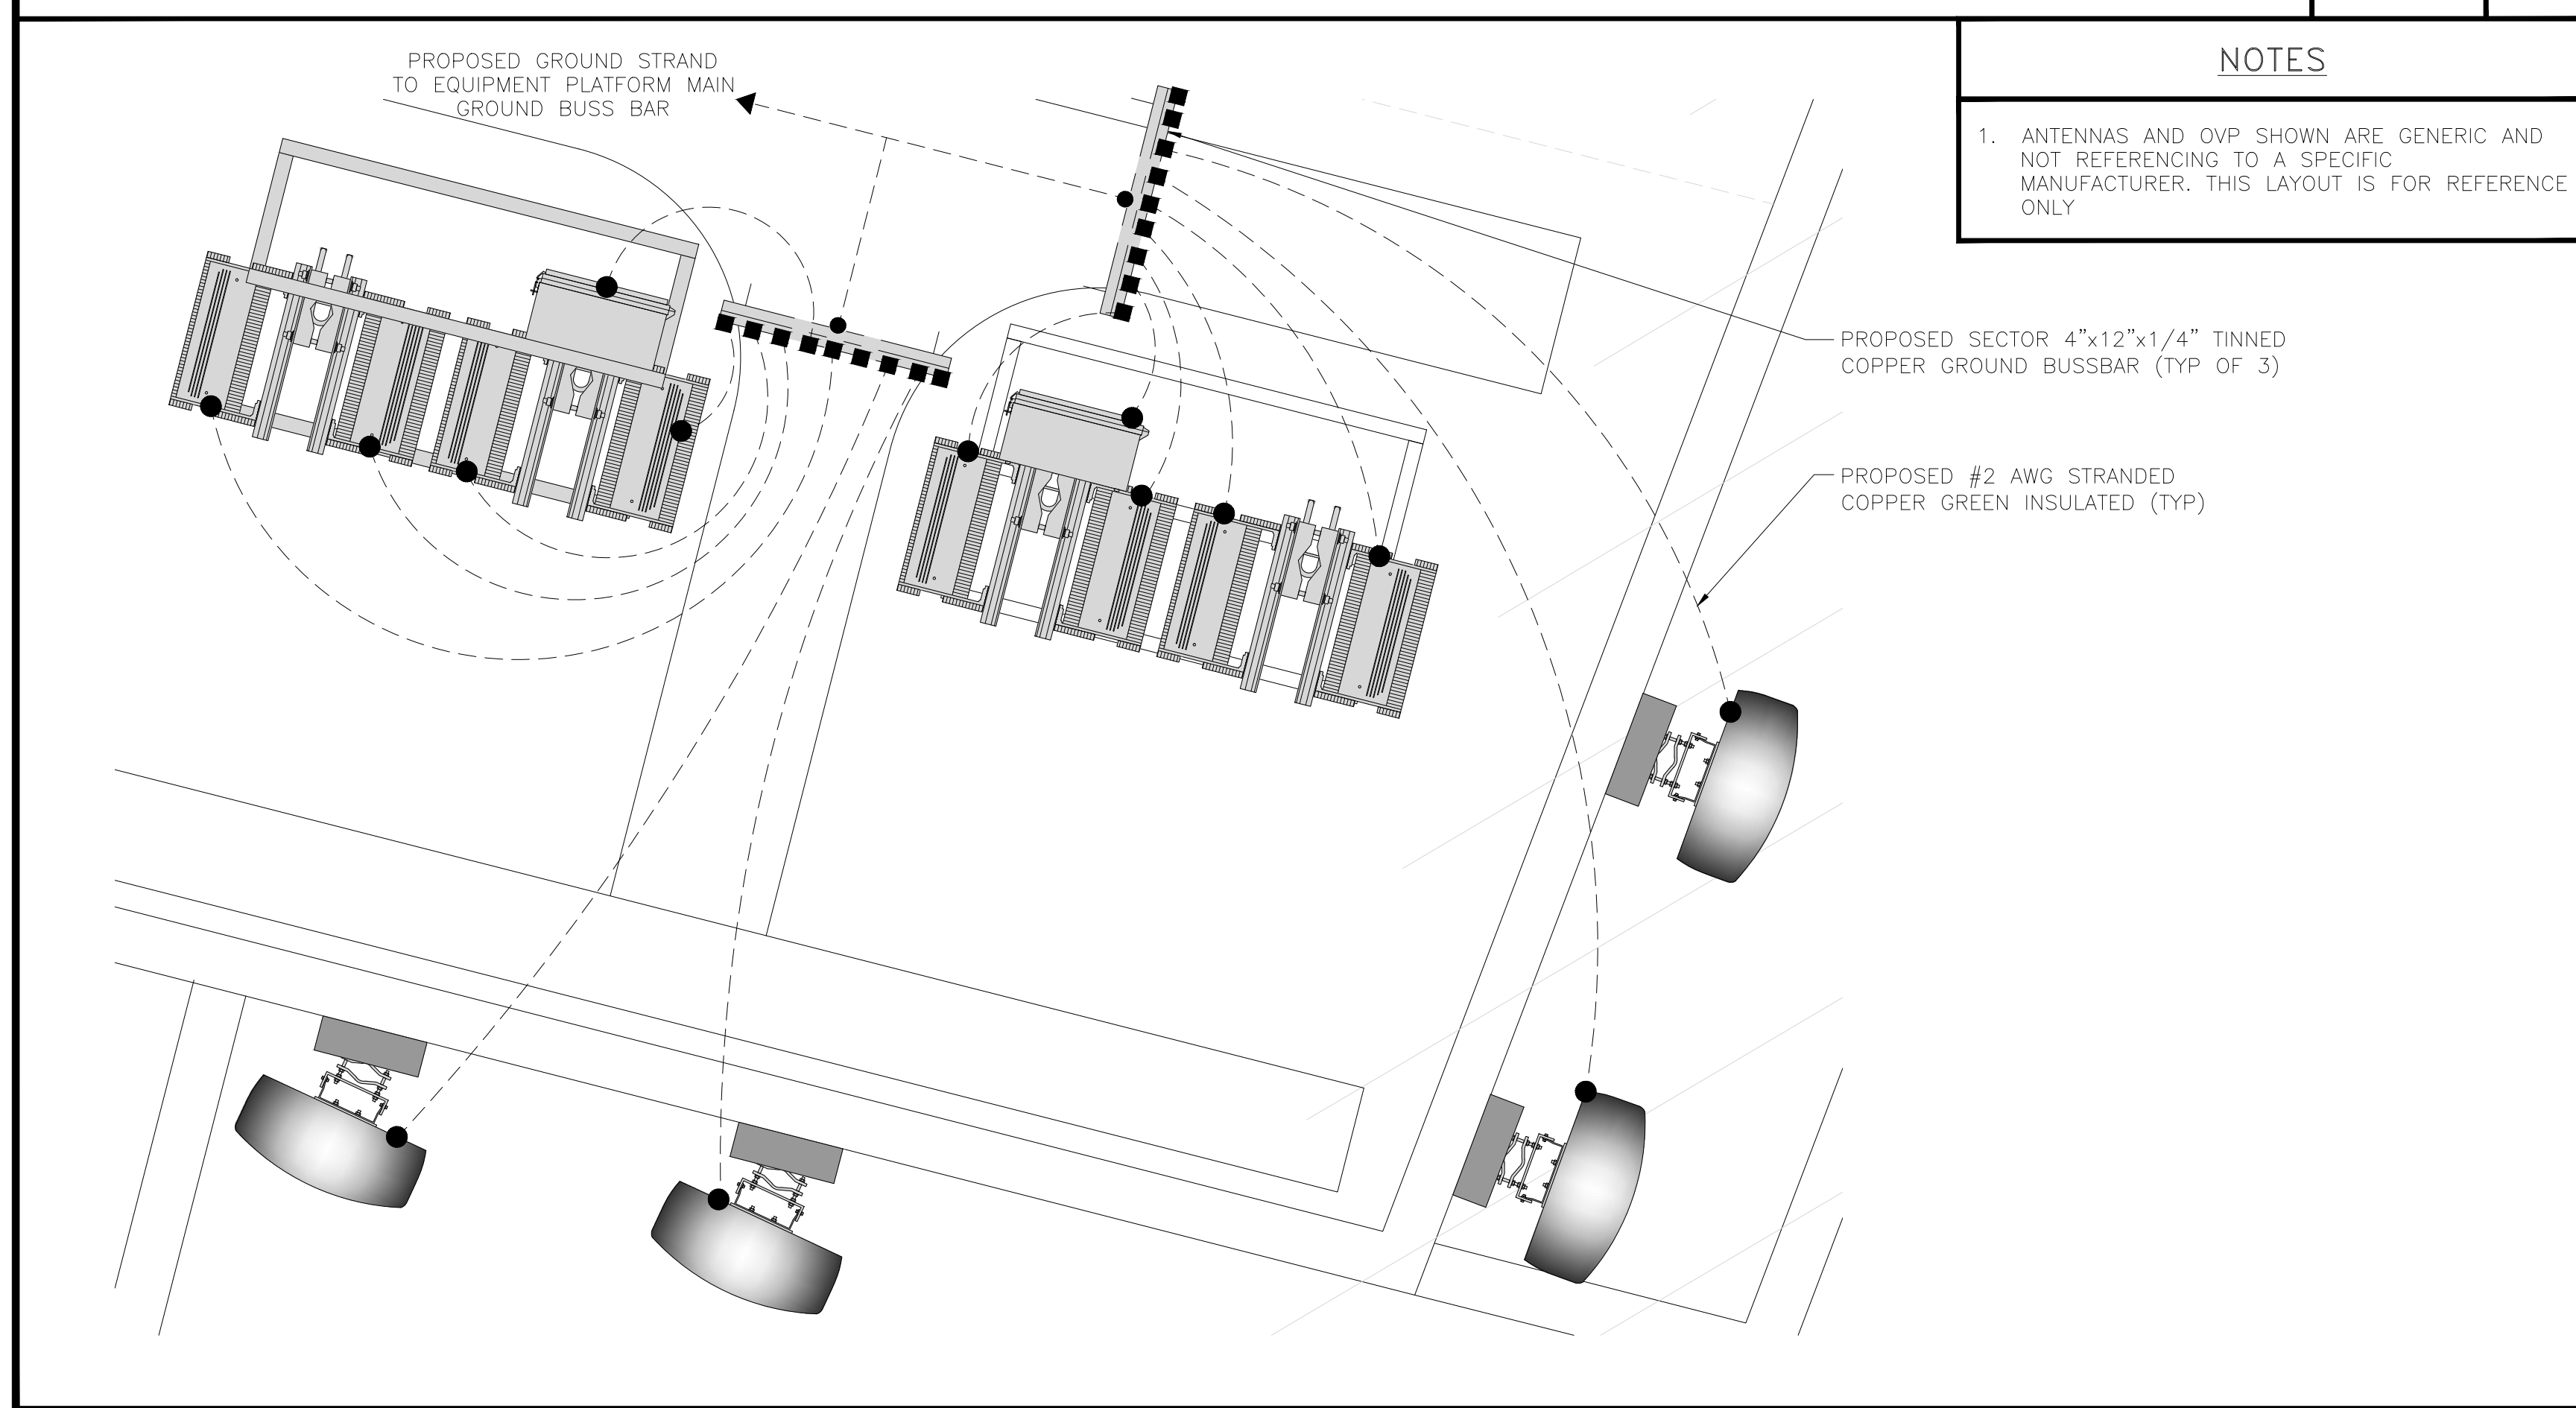 PROPOSED GROUND STRAND
TO EQUIPMENT PLATFORM MAIN
GROUND BUSS BAR
NOTES
1. ANTENNAS AND OVP SHOWN ARE GENERIC AND
NOT REFERENCING TO A SPECIFIC
MANUFACTURER. THIS LAYOUT IS FOR REFERENCE
ONLY
PROPOSED SECTOR 4"x12"x1/4" TINNED
COPPER GROUND BUSSBAR (TYP OF 3)
PROPOSED #2 AWG STRANDED
COPPER GREEN INSULATED (TYP)